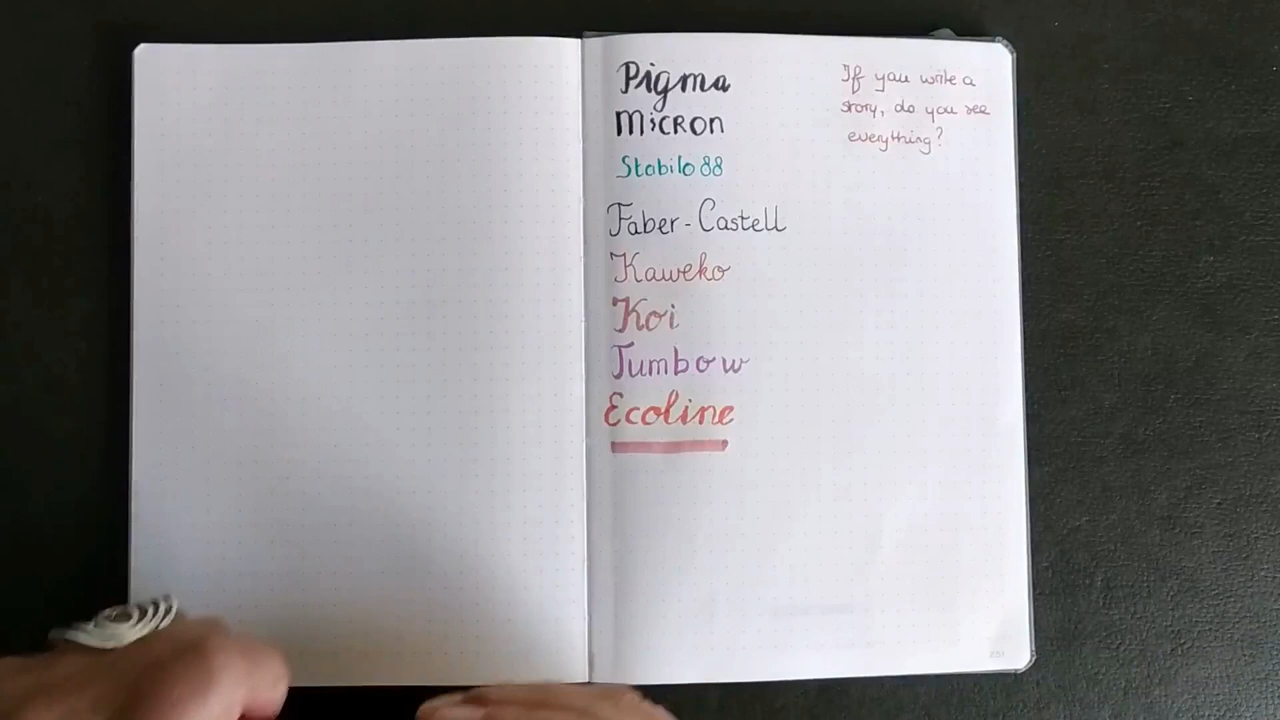 Pigma
MiCRON
Stabilo 88
Faber-Castell
Kaweko
Koi
Tumbow
Ecoline
If you write a
story, do you see
everything?